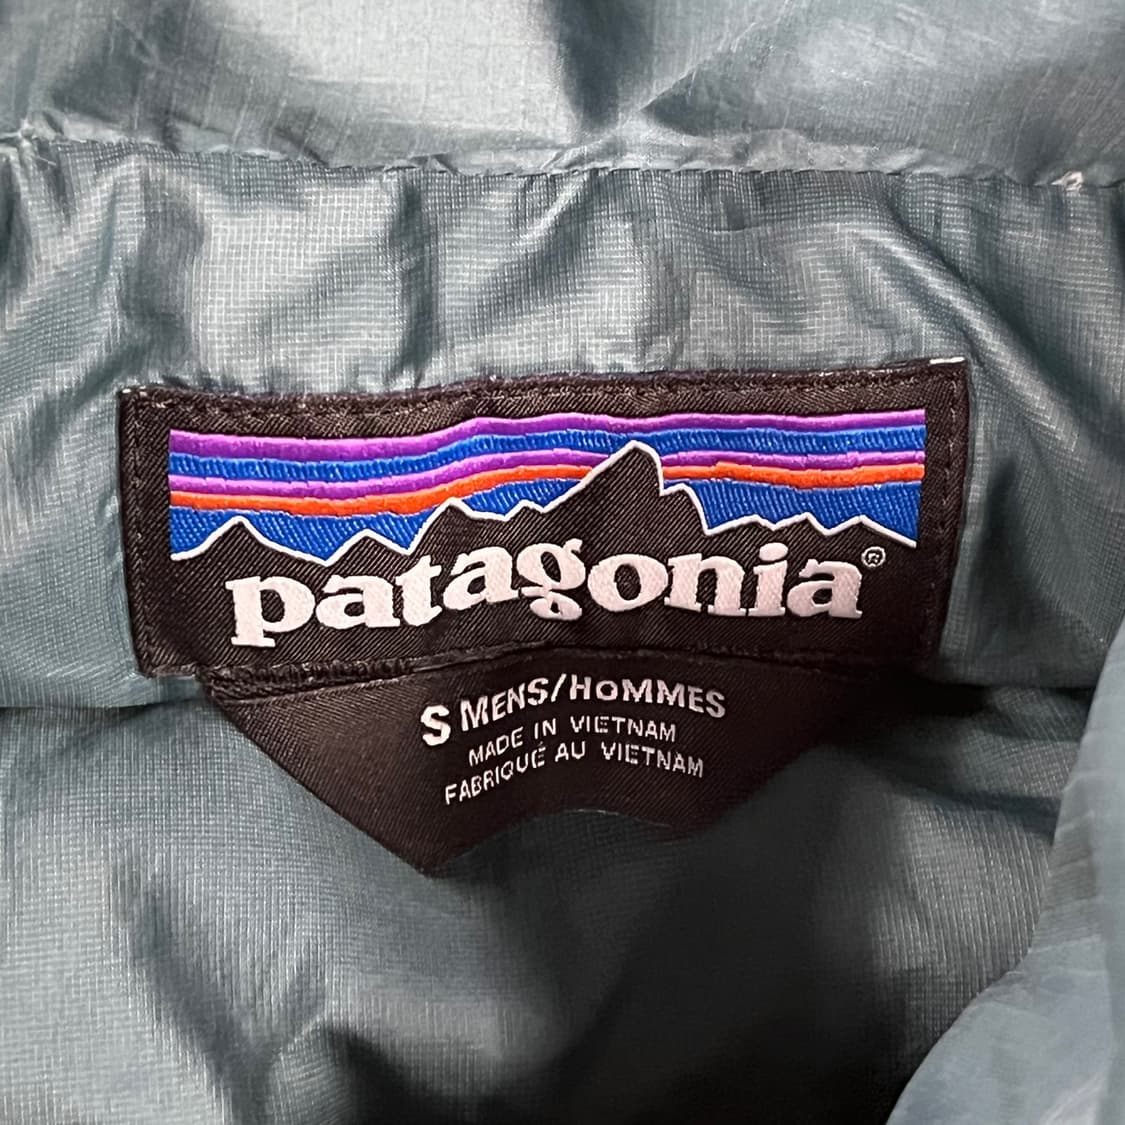 patagonia®
S MENS/HOMMES
MADE IN VIETNAM
FABRIQUÉ AU VIETNAM